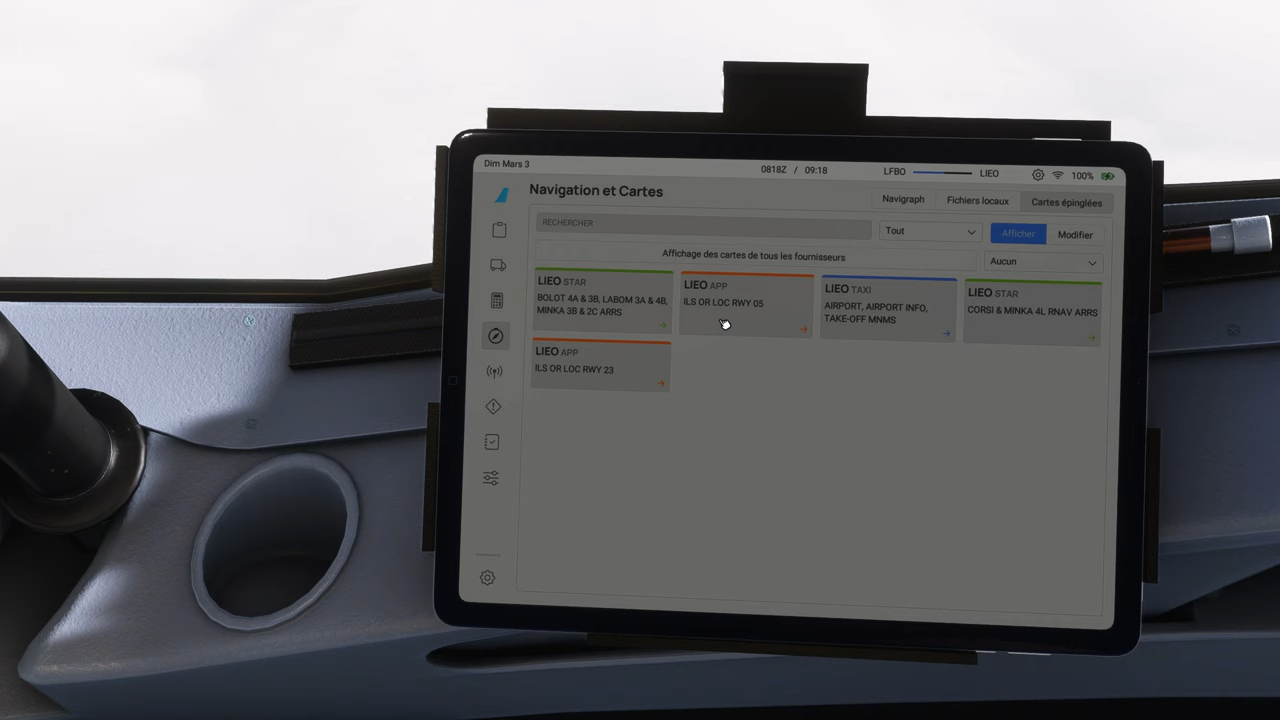 Dim Mars 3
0818Z / 09:18
LFBO
LIEO
100%
Navigation et Cartes
Navigraph
Fichiers locaux
Cartes épinglées
RECHERCHER
Tout
Afficher
Modifier
Affichage des cartes de tous les fournisseurs
Aucun
LIEO STAR
BOLOT 4A & 3B, LABOM 3A & 4B,
MINKA 3B & 2C ARRS
LIEO APP
ILS OR LOC RWY 05
LIEO TAXI
AIRPORT, AIRPORT INFO,
TAKE-OFF MNMS
LIEO STAR
CORSI & MINKA 4L RNAV ARRS
LIEO APP
ILS OR LOC RWY 23